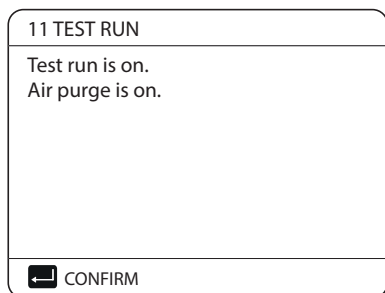 11 TEST RUN
Test run is on.
Air purge is on.
CONFIRM